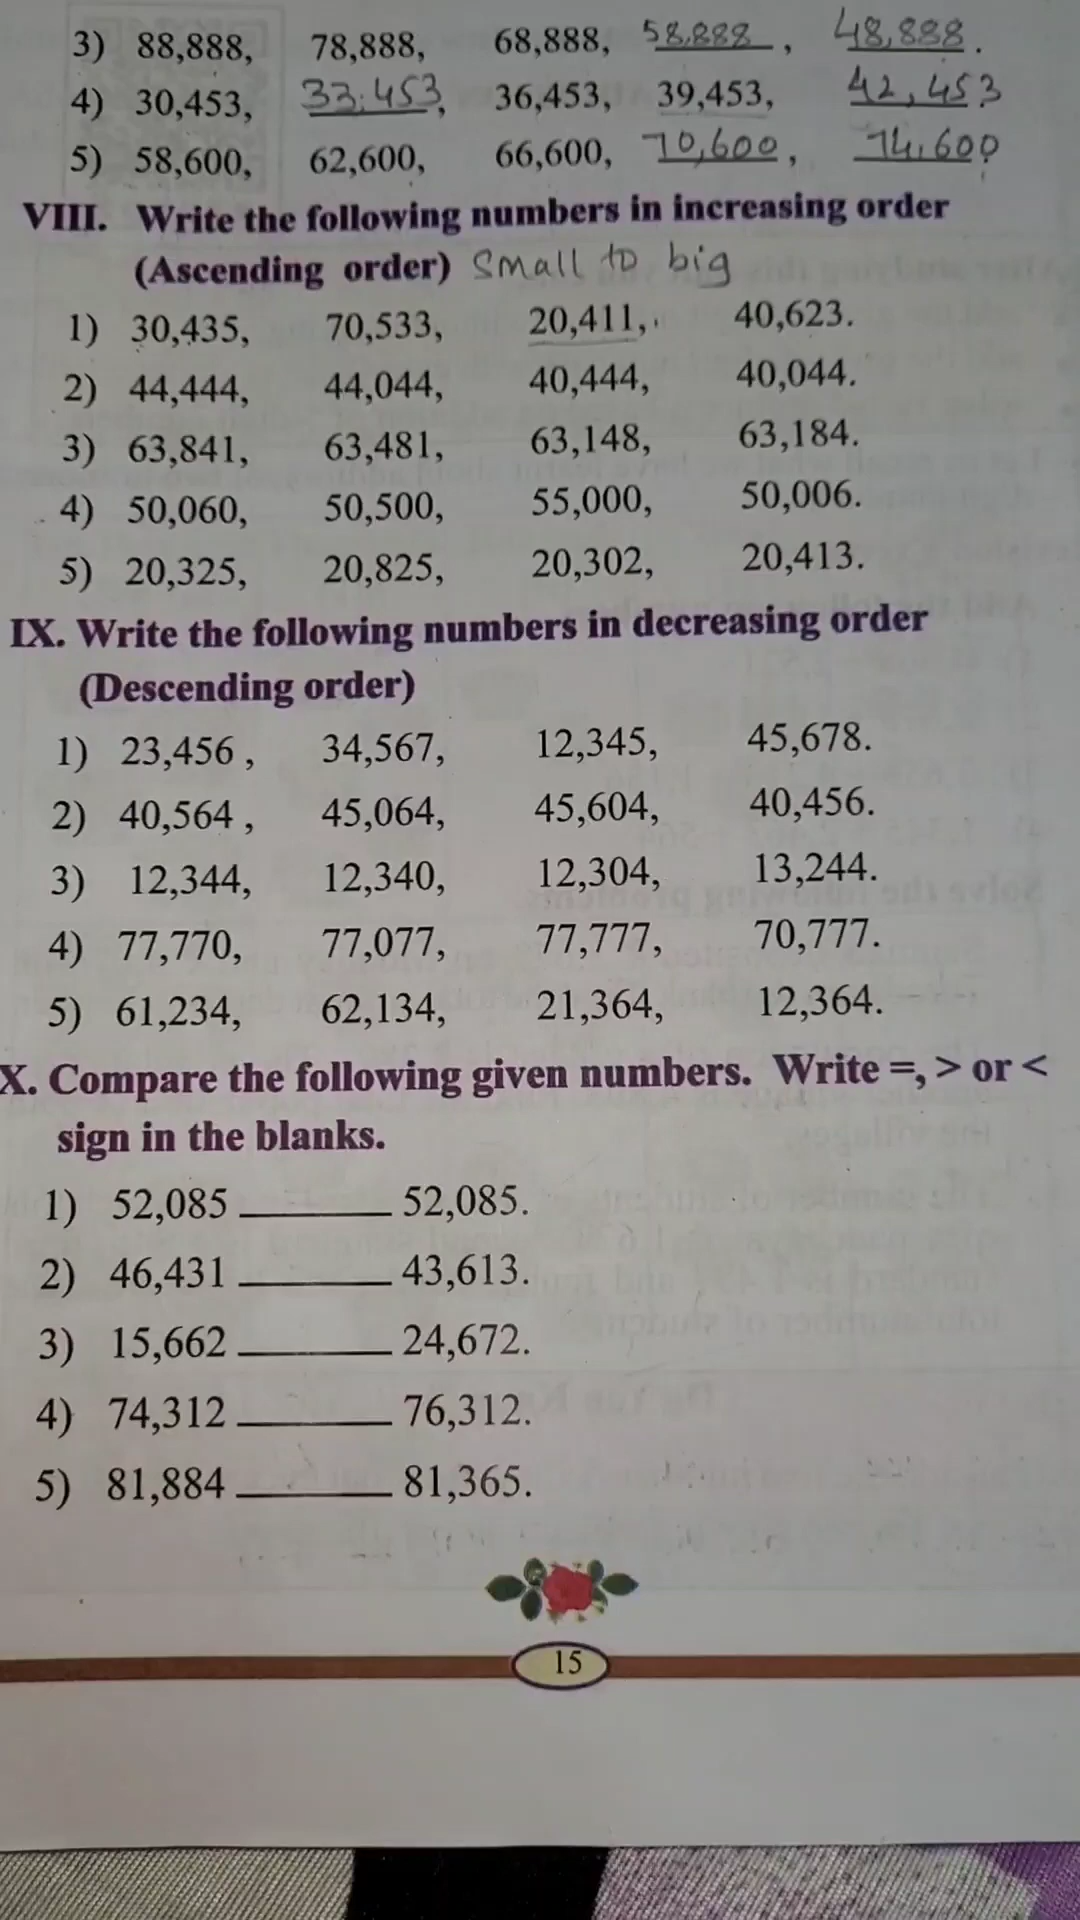 3) 88,888, 78,888, 68,888, 58,888, 48,888.
4) 30,453, 33,453, 36,453, 39,453, 42,453
5) 58,600, 62,600, 66,600, 70,600, 74,600.
VIII. Write the following numbers in increasing order
(Ascending order) Small to big
1) 30,435, 70,533, 20,411, 40,623.
2) 44,444, 44,044, 40,444, 40,044.
3) 63,841, 63,481, 63,148, 63,184.
4) 50,060, 50,500, 55,000, 50,006.
5) 20,325, 20,825, 20,302, 20,413.
IX. Write the following numbers in decreasing order
(Descending order)
1) 23,456 , 34,567, 12,345, 45,678.
2) 40,564 , 45,064, 45,604, 40,456.
3) 12,344, 12,340, 12,304, 13,244.
4) 77,770, 77,077, 77,777, 70,777.
5) 61,234, 62,134, 21,364, 12,364.
X. Compare the following given numbers. Write =, > or <
sign in the blanks.
1) 52,085 ______ 52,085.
2) 46,431 ______ 43,613.
3) 15,662 ______ 24,672.
4) 74,312 ______ 76,312.
5) 81,884 ______ 81,365.
15